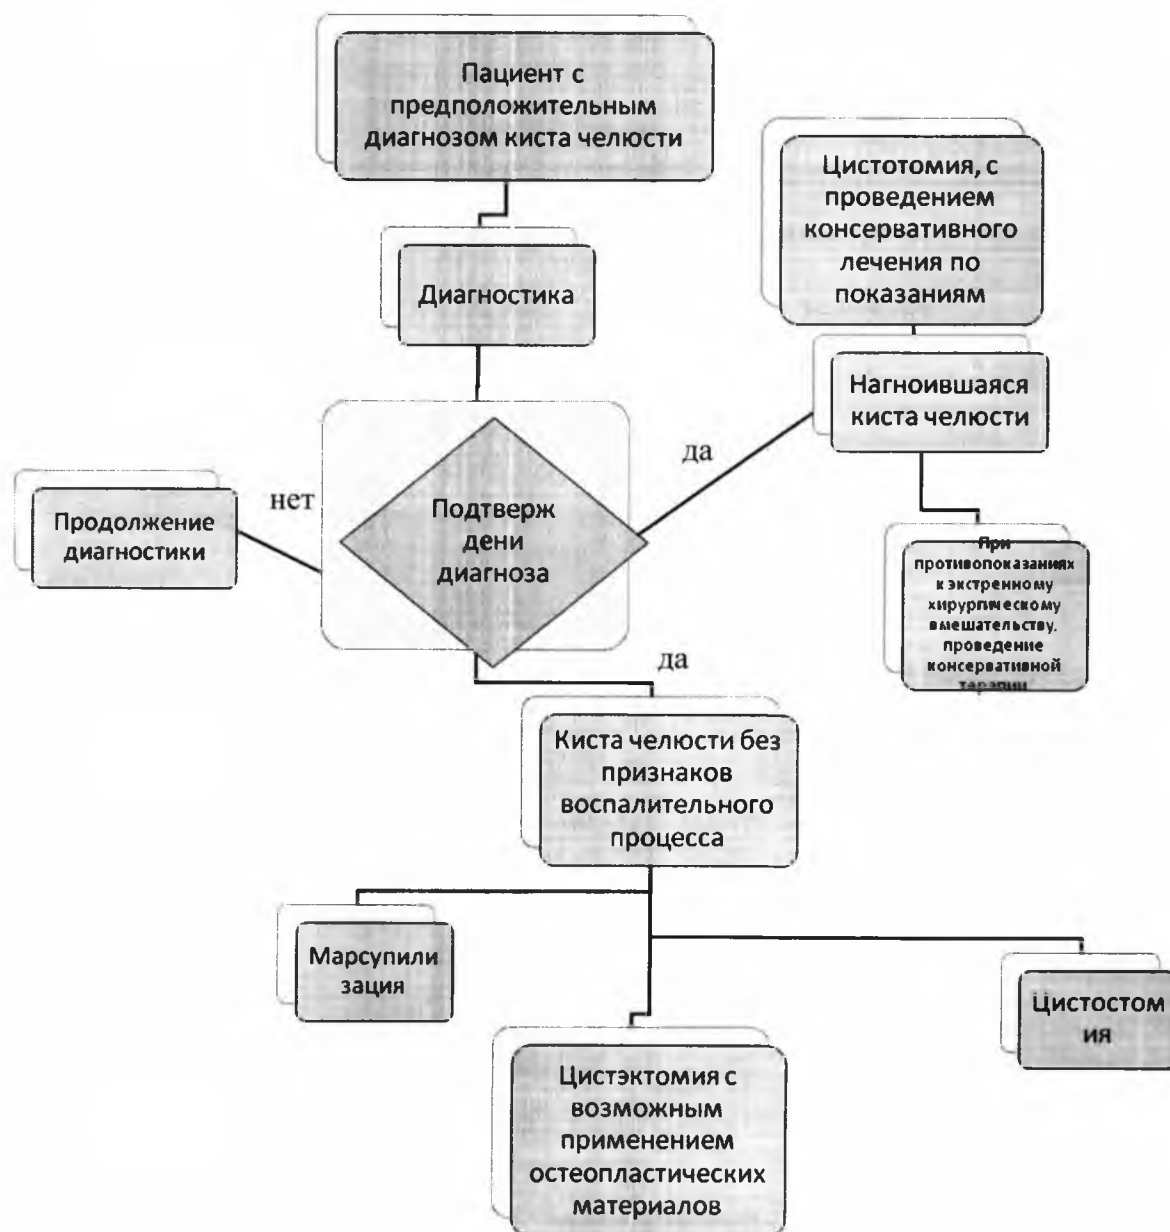 Пациент с
предположительным
диагнозом киста челюсти
Диагностика
Цистотомия, с
проведением
консервативного
лечения по
показаниям
Нагноившаяся
киста челюсти
да
нет
Продолжение
диагностики
Подтверж
дени
диагноза
При
противопоказаниях
к экстренному
хирургическому
вмешательству.
проведение
консервативной
терапии
да
Киста челюсти без
признаков
воспалительного
процесса
Марсупили
зация
Цистостом
ия
Цистэктомия с
возможным
применением
остеопластических
материалов